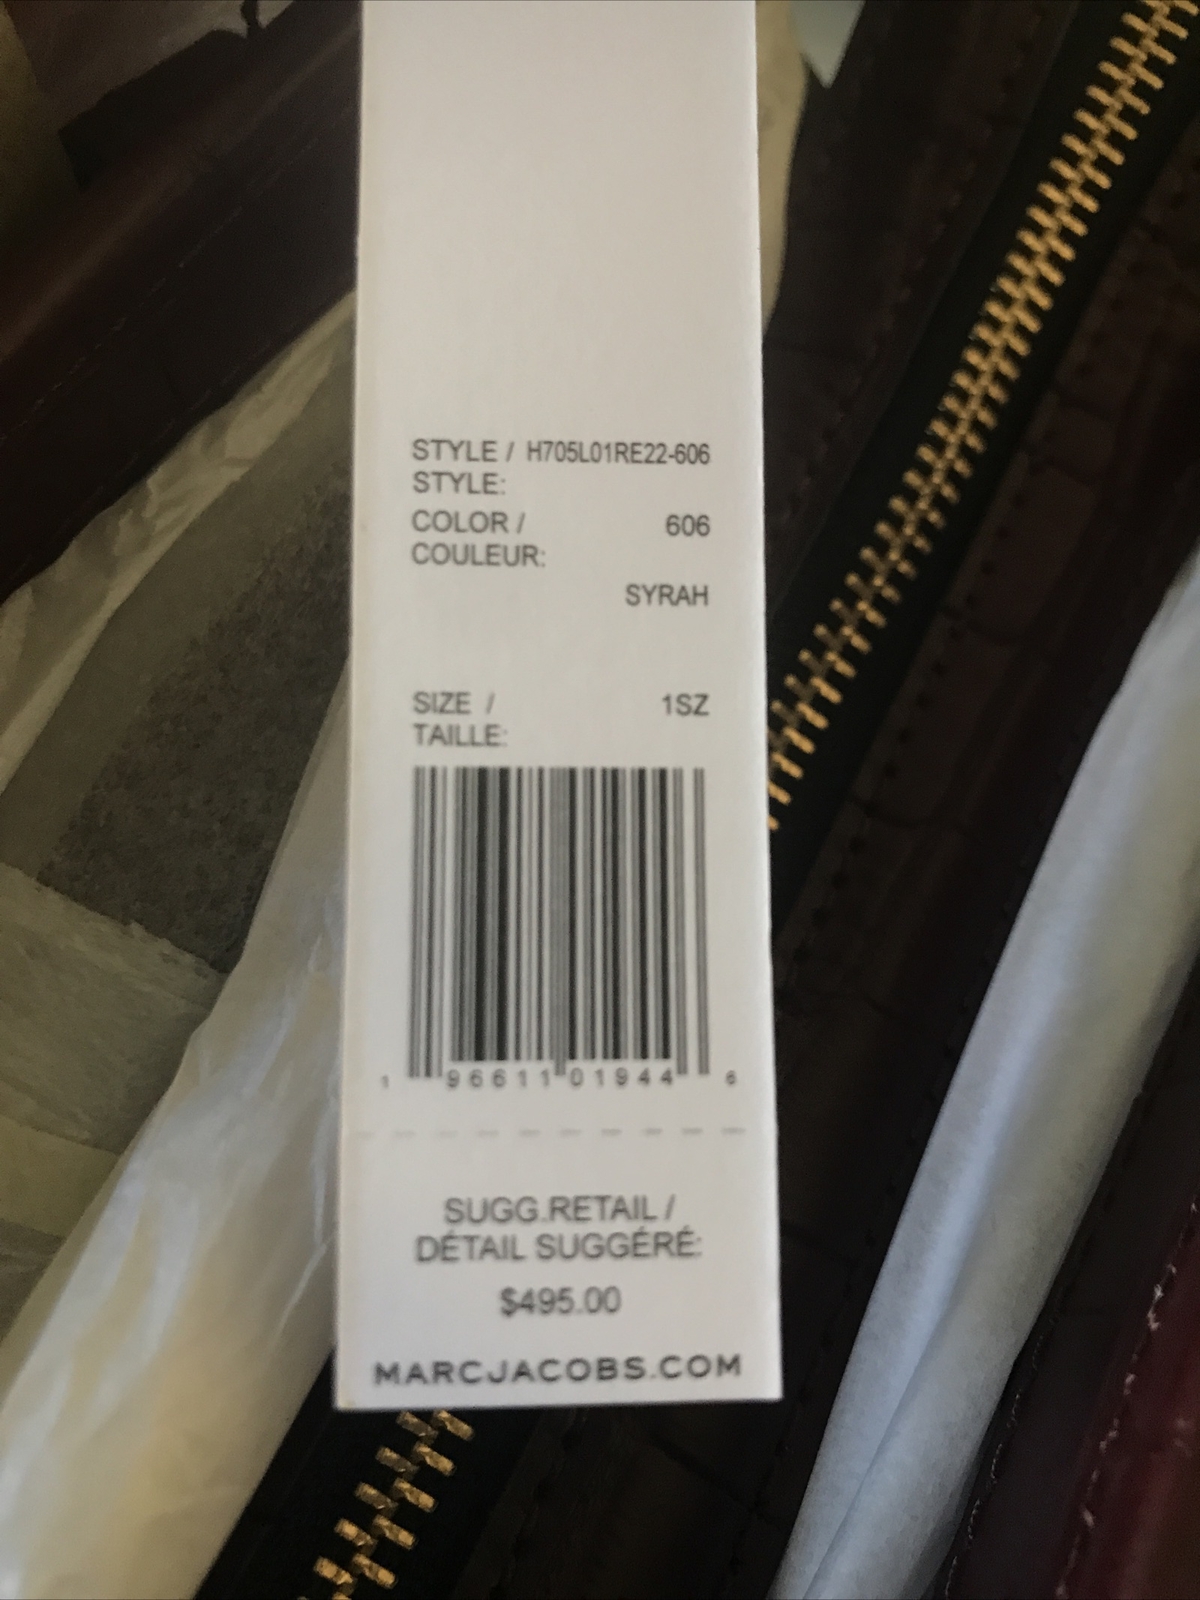 STYLE / H705L01RE22-606
STYLE:
COLOR / 606
COULEUR:
SYRAH
SIZE / 1SZ
TAILLE:
1 96611 01944 6
SUGG.RETAIL /
DÉTAIL SUGGÉRÉ:
$495.00
MARCJACOBS.COM